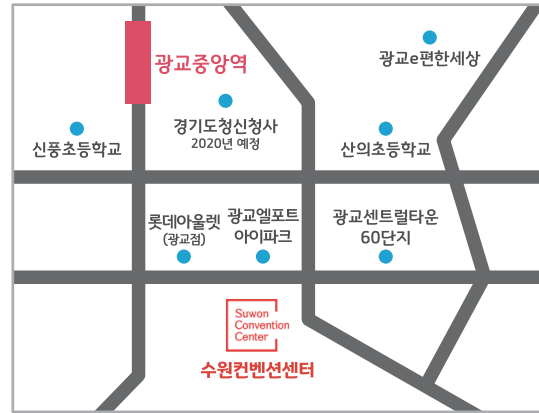 광교e편한세상
광교중앙역
경기도청신청사
2020년 예정
신풍초등학교
산의초등학교
롯데아울렛
(광교점)
광교엘포트
아이파크
광교센트럴타운
60단지
Suwon
Convention
Center
수원컨벤션센터